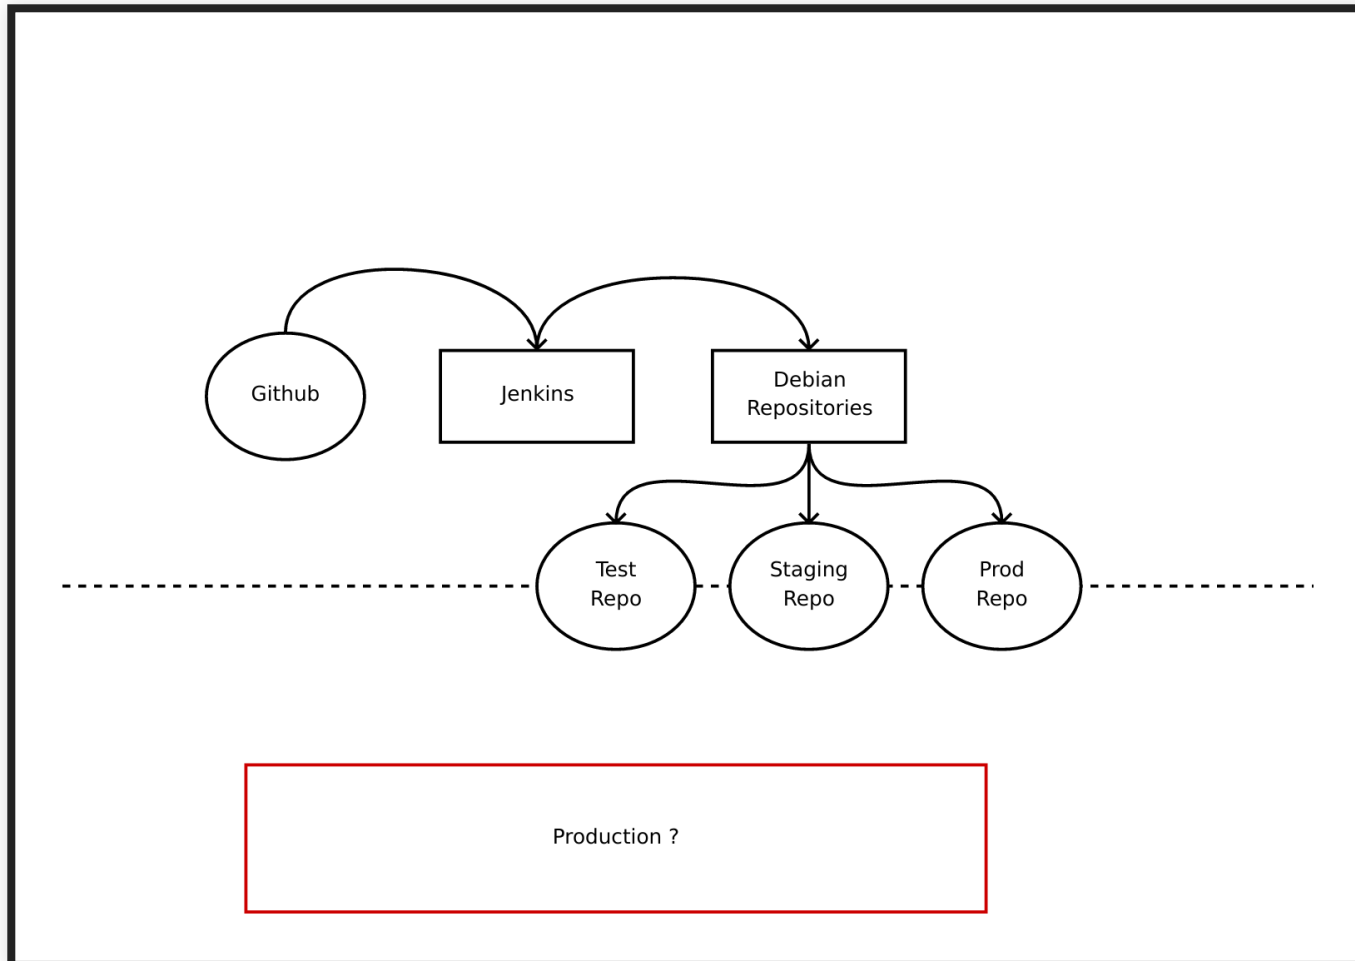 Github
Jenkins
Debian
Repositories
Test
Repo
Staging
Repo
Prod
Repo
Production ?